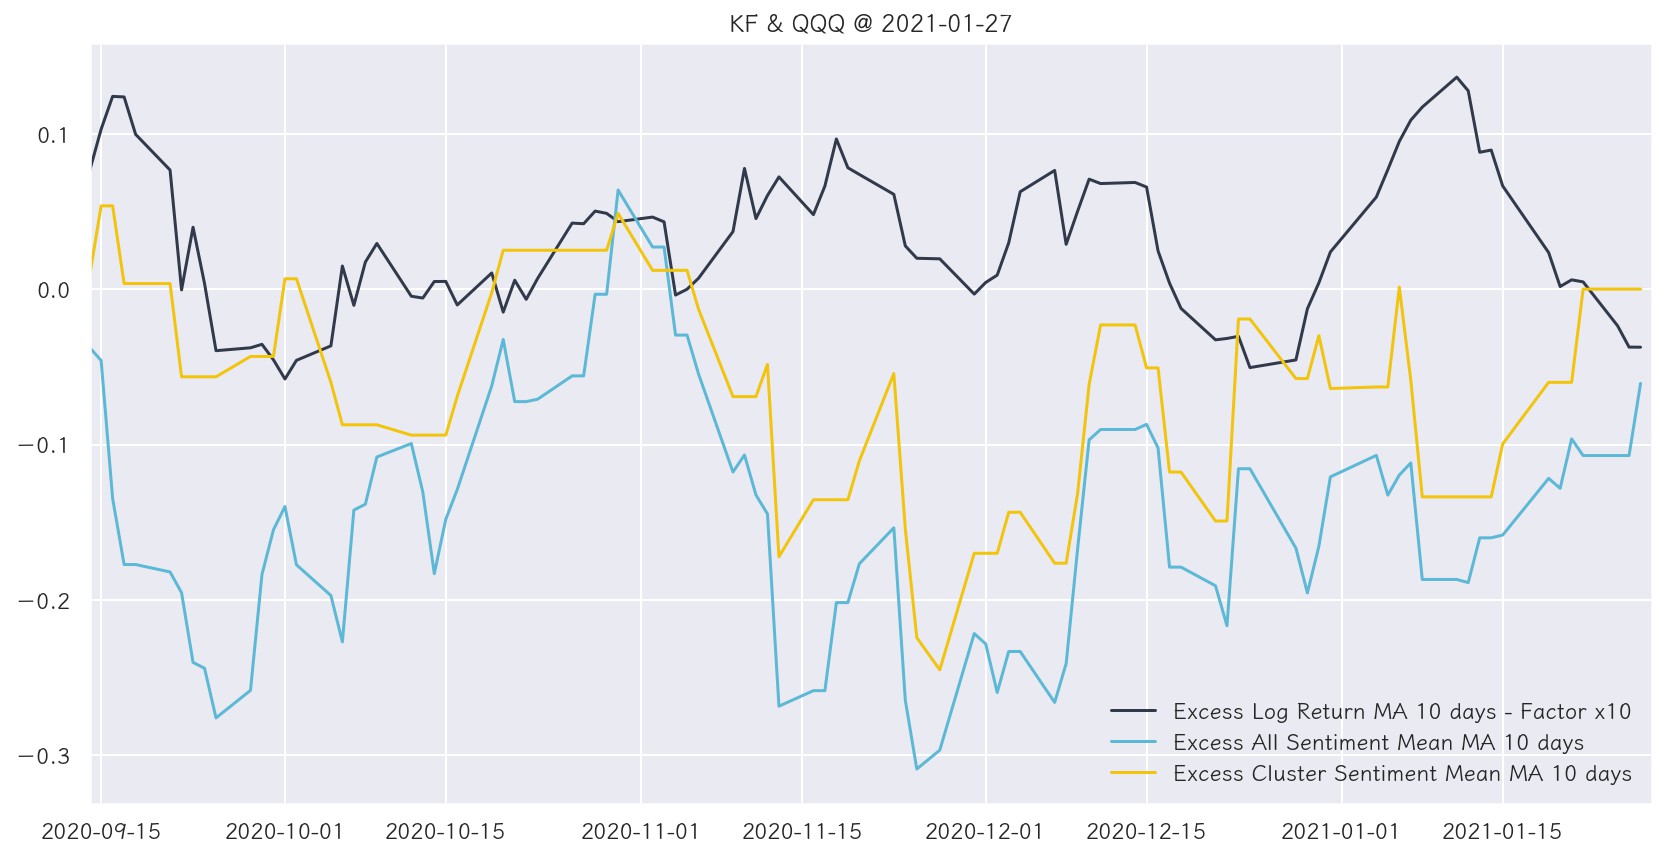 KF & QQQ @ 2021-01-27
0.1
0.0
−0.1
−0.2
−0.3
Excess Log Return MA 10 days - Factor x10
Excess All Sentiment Mean MA 10 days
Excess Cluster Sentiment Mean MA 10 days
2020-09-15 2020-10-01 2020-10-15 2020-11-01 2020-11-15 2020-12-01 2020-12-15 2021-01-01 2021-01-15